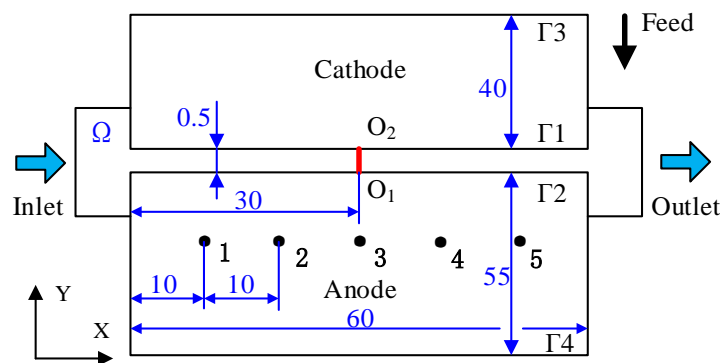 Γ3
Feed
Cathode
40
0.5
Ω
O₂
Γ1
Inlet
30
O₁
Γ2
Outlet
1
2
3
4
5
10
10
Anode
55
Y
60
X
Γ4